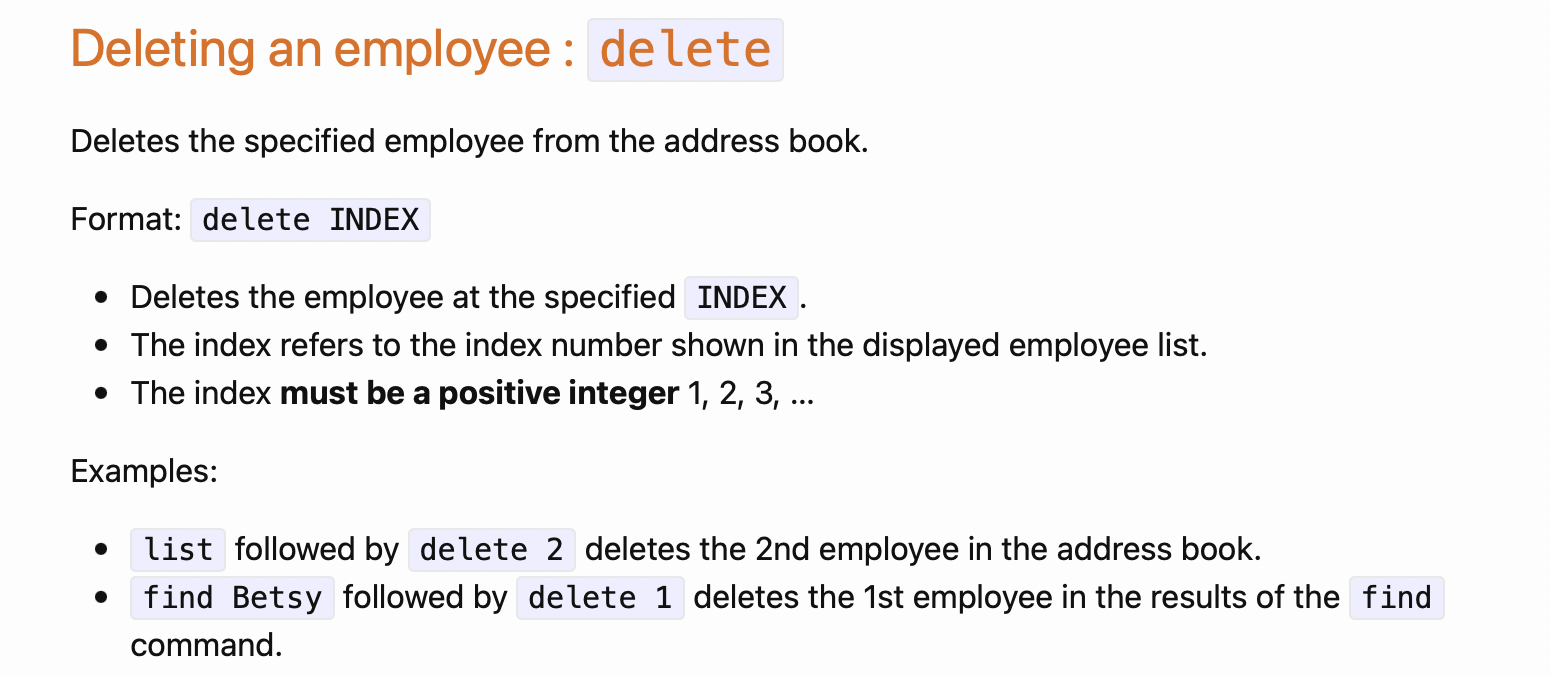 Deleting an employee : delete
Deletes the specified employee from the address book.
Format: delete INDEX
• Deletes the employee at the specified INDEX.
• The index refers to the index number shown in the displayed employee list.
• The index must be a positive integer 1, 2, 3, …
Examples:
• list followed by delete 2 deletes the 2nd employee in the address book.
• find Betsy followed by delete 1 deletes the 1st employee in the results of the find
command.